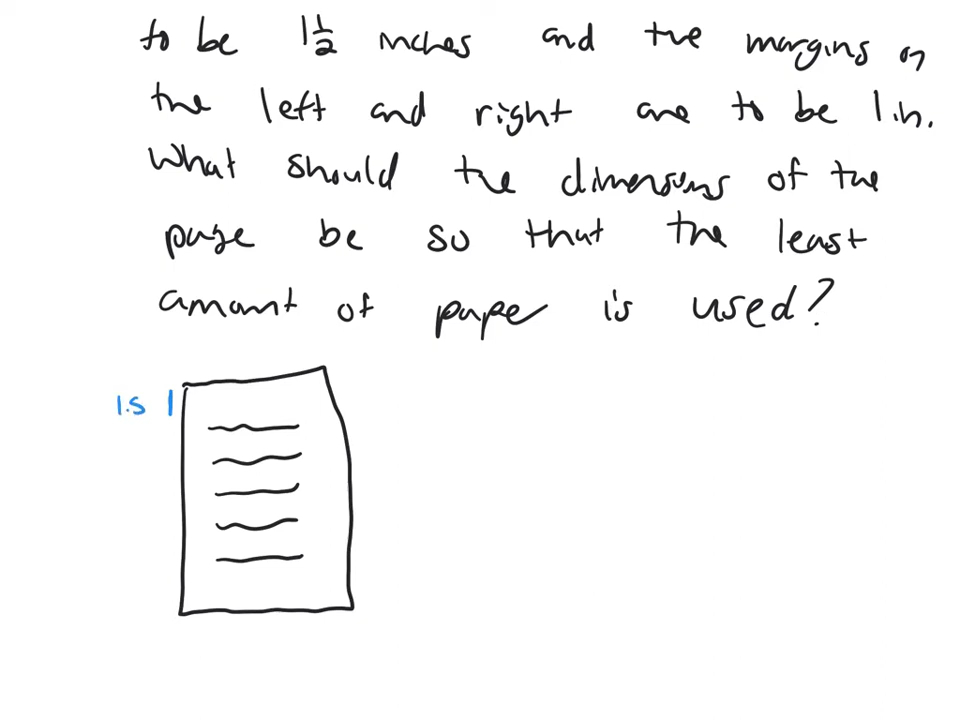 to be 1½ inches and the margins on
the left and right are to be 1 in.
What should the dimensions of the
page be so that the least
amount of paper is used?
1.5